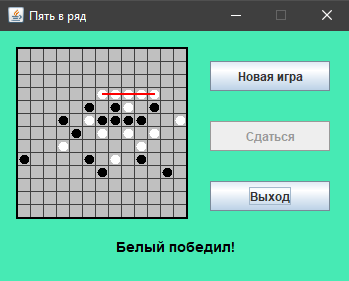 Пять в ряд
Новая игра
Сдаться
Выход
Белый победил!